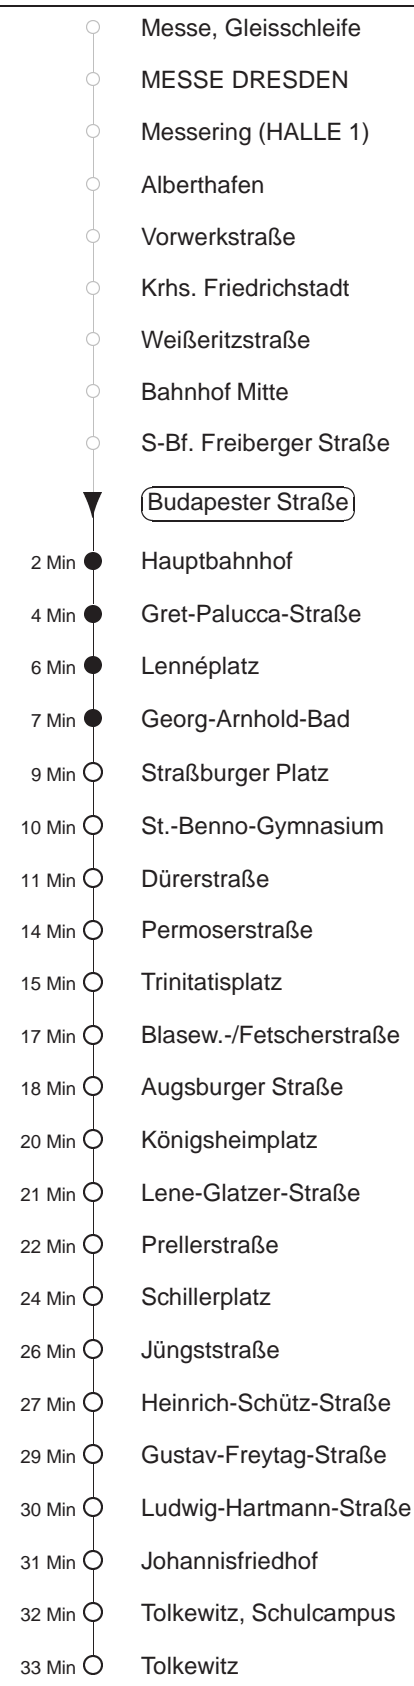 Messe, Gleisschleife
MESSE DRESDEN
Messering (HALLE 1)
Alberthafen
Vorwerkstraße
Krhs. Friedrichstadt
Weißeritzstraße
Bahnhof Mitte
S-Bf. Freiberger Straße
Budapester Straße
2 Min Hauptbahnhof
4 Min Gret-Palucca-Straße
6 Min Lennéplatz
7 Min Georg-Arnhold-Bad
9 Min Straßburger Platz
10 Min St.-Benno-Gymnasium
11 Min Dürerstraße
14 Min Permoserstraße
15 Min Trinitatisplatz
17 Min Blasew.-/Fetscherstraße
18 Min Augsburger Straße
20 Min Königsheimplatz
21 Min Lene-Glatzer-Straße
22 Min Prellerstraße
24 Min Schillerplatz
26 Min Jüngststraße
27 Min Heinrich-Schütz-Straße
29 Min Gustav-Freytag-Straße
30 Min Ludwig-Hartmann-Straße
31 Min Johannisfriedhof
32 Min Tolkewitz, Schulcampus
33 Min Tolkewitz